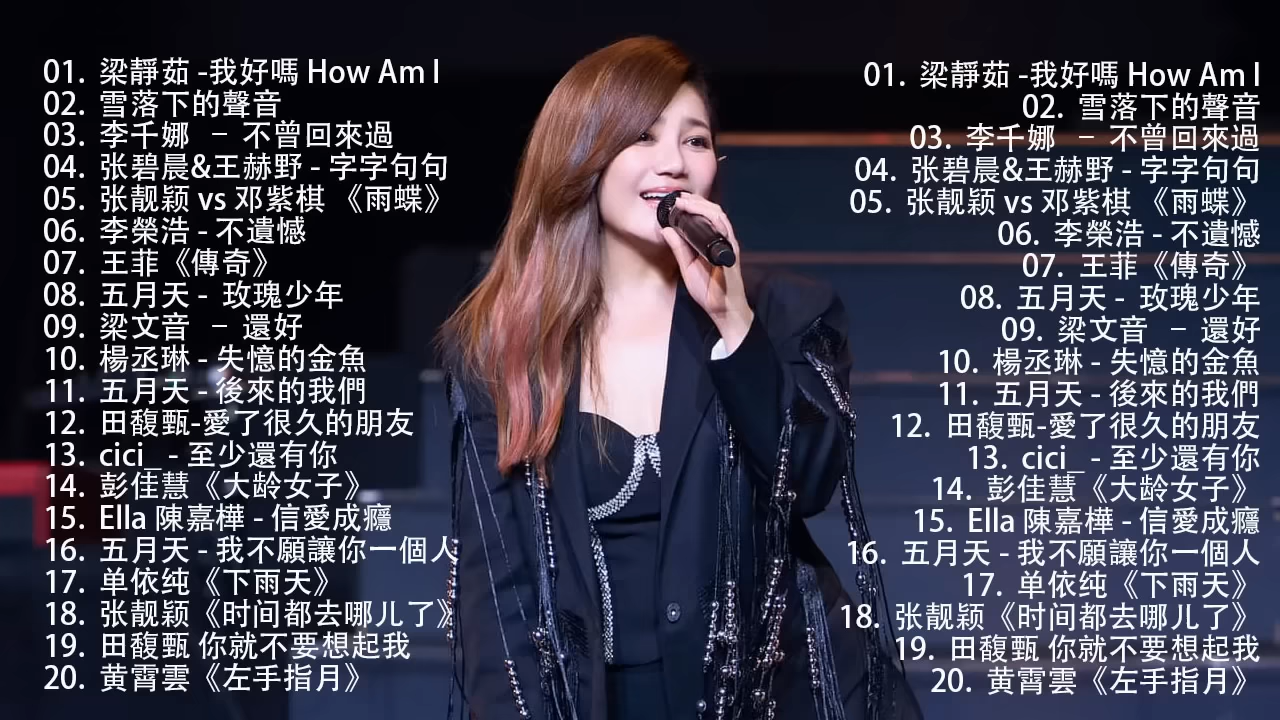 01. 梁靜茹 -我好嗎 How Am I
02. 雪落下的聲音
03. 李千娜 － 不曾回來過
04. 张碧晨&王赫野 - 字字句句
05. 张靓颖 vs 邓紫棋 《雨蝶》
06. 李榮浩 - 不遺憾
07. 王菲《傳奇》
08. 五月天 - 玫瑰少年
09. 梁文音 － 還好
10. 楊丞琳 - 失憶的金魚
11. 五月天 - 後來的我們
12. 田馥甄-愛了很久的朋友
13. cici_ - 至少還有你
14. 彭佳慧《大龄女子》
15. Ella 陳嘉樺 - 信愛成癮
16. 五月天 - 我不願讓你一個人
17. 单依纯《下雨天》
18. 张靓颖《时间都去哪儿了》
19. 田馥甄 你就不要想起我
20. 黄霄雲《左手指月》
01. 梁靜茹 -我好嗎 How Am I
02. 雪落下的聲音
03. 李千娜 － 不曾回來過
04. 张碧晨&王赫野 - 字字句句
05. 张靓颖 vs 邓紫棋 《雨蝶》
06. 李榮浩 - 不遺憾
07. 王菲《傳奇》
08. 五月天 - 玫瑰少年
09. 梁文音 － 還好
10. 楊丞琳 - 失憶的金魚
11. 五月天 - 後來的我們
12. 田馥甄-愛了很久的朋友
13. cici_ - 至少還有你
14. 彭佳慧《大龄女子》
15. Ella 陳嘉樺 - 信愛成癮
16. 五月天 - 我不願讓你一個人
17. 单依纯《下雨天》
18. 张靓颖《时间都去哪儿了》
19. 田馥甄 你就不要想起我
20. 黄霄雲《左手指月》